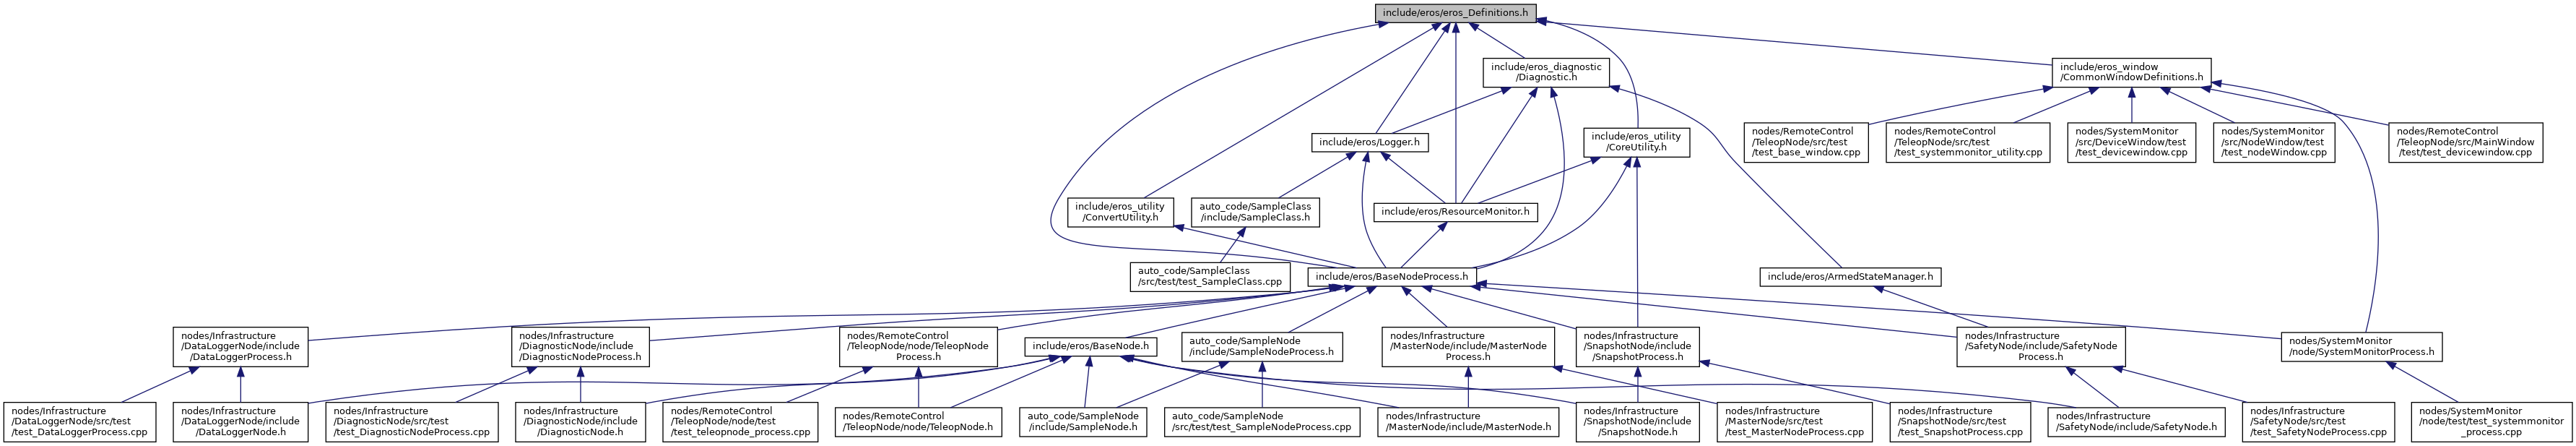 include/eros/eros_Definitions.h
include/eros_diagnostic
/Diagnostic.h
include/eros_window
/CommonWindowDefinitions.h
include/eros/Logger.h
include/eros_utility
/CoreUtility.h
nodes/RemoteControl
/TeleopNode/src/test
/test_base_window.cpp
nodes/RemoteControl
/TeleopNode/src/test
/test_systemmonitor_utility.cpp
nodes/SystemMonitor
/src/DeviceWindow/test
/test_devicewindow.cpp
nodes/SystemMonitor
/src/NodeWindow/test
/test_nodeWindow.cpp
nodes/RemoteControl
/TeleopNode/src/MainWindow
/test/test_devicewindow.cpp
include/eros_utility
/ConvertUtility.h
auto_code/SampleClass
/include/SampleClass.h
include/eros/ResourceMonitor.h
auto_code/SampleClass
/src/test/test_SampleClass.cpp
include/eros/BaseNodeProcess.h
include/eros/ArmedStateManager.h
nodes/Infrastructure
/DataLoggerNode/include
/DataLoggerProcess.h
nodes/Infrastructure
/DiagnosticNode/include
/DiagnosticNodeProcess.h
nodes/RemoteControl
/TeleopNode/node/TeleopNode
Process.h
include/eros/BaseNode.h
auto_code/SampleNode
/include/SampleNodeProcess.h
nodes/Infrastructure
/MasterNode/include/MasterNode
Process.h
nodes/Infrastructure
/SnapshotNode/include
/SnapshotProcess.h
nodes/Infrastructure
/SafetyNode/include/SafetyNode
Process.h
nodes/SystemMonitor
/node/SystemMonitorProcess.h
nodes/Infrastructure
/DataLoggerNode/src/test
/test_DataLoggerProcess.cpp
nodes/Infrastructure
/DataLoggerNode/include
/DataLoggerNode.h
nodes/Infrastructure
/DiagnosticNode/src/test
/test_DiagnosticNodeProcess.cpp
nodes/Infrastructure
/DiagnosticNode/include
/DiagnosticNode.h
nodes/RemoteControl
/TeleopNode/node/test
/test_teleopnode_process.cpp
nodes/RemoteControl
/TeleopNode/node/TeleopNode.h
auto_code/SampleNode
/include/SampleNode.h
auto_code/SampleNode
/src/test/test_SampleNodeProcess.cpp
nodes/Infrastructure
/MasterNode/include/MasterNode.h
nodes/Infrastructure
/SnapshotNode/include
/SnapshotNode.h
nodes/Infrastructure
/MasterNode/src/test
/test_MasterNodeProcess.cpp
nodes/Infrastructure
/SnapshotNode/src/test
/test_SnapshotProcess.cpp
nodes/Infrastructure
/SafetyNode/include/SafetyNode.h
nodes/Infrastructure
/SafetyNode/src/test
/test_SafetyNodeProcess.cpp
nodes/SystemMonitor
/node/test/test_systemmonitor
_process.cpp